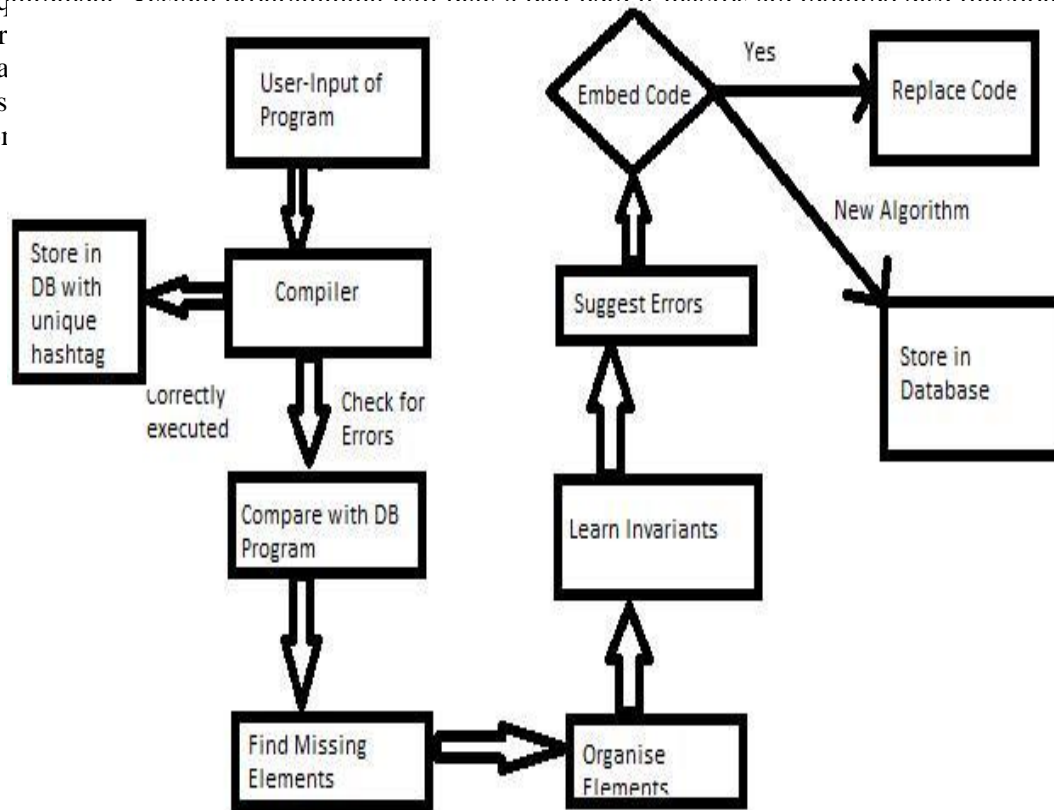 User-Input of
Program
Compiler
Store in
DB with
unique
hashtag
Correctly
executed
Check for
Errors
Compare with DB
Program
Find Missing
Elements
Organise
Elements
Learn Invariants
Suggest Errors
Embed Code
Yes
Replace Code
New Algorithm
Store in
Database